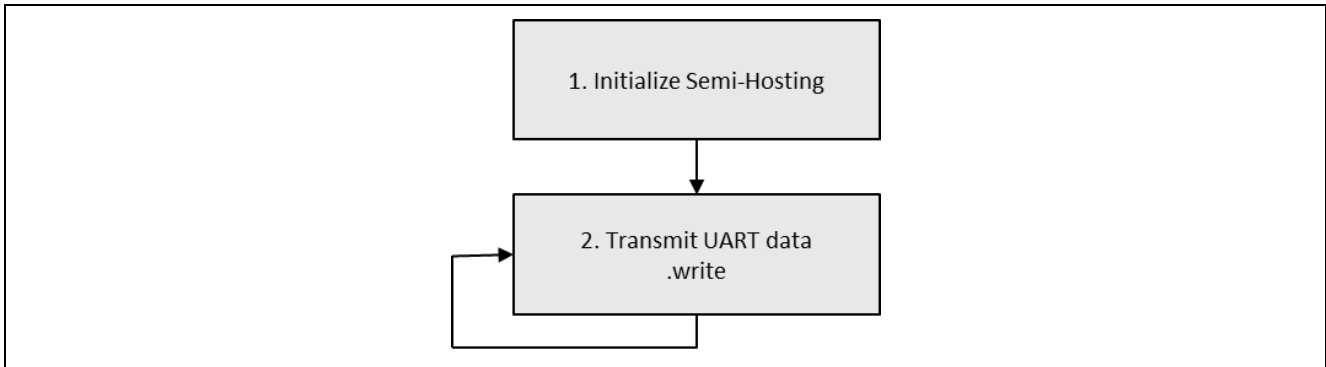 1. Initialize Semi-Hosting
2. Transmit UART data
.write